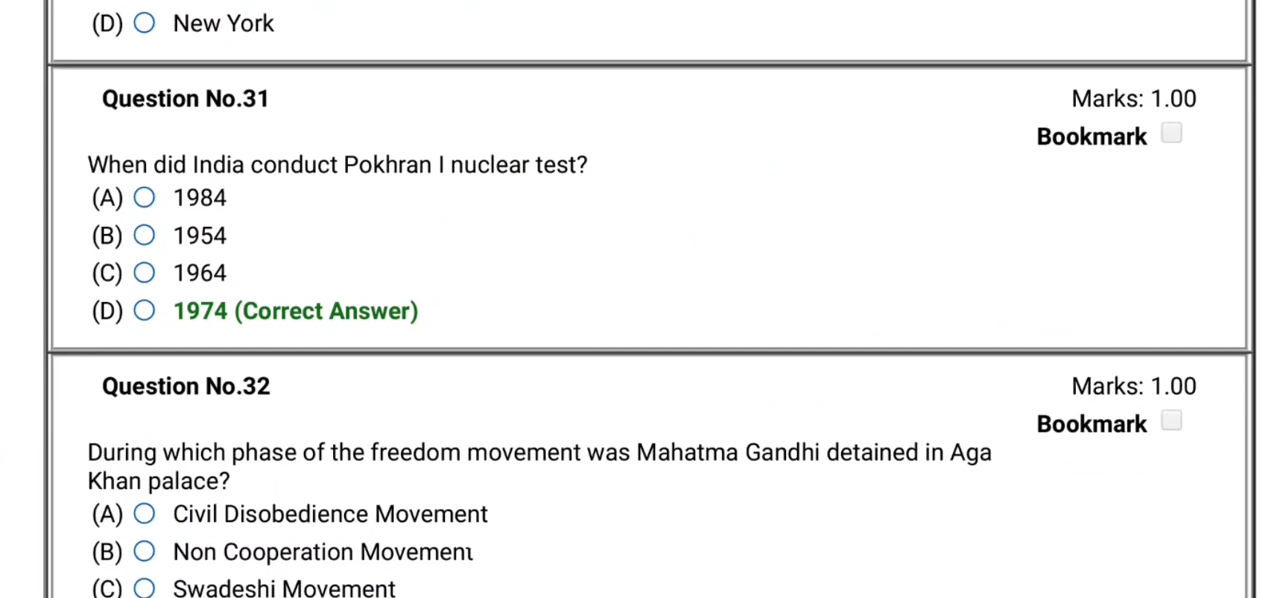 (D) New York
Question No.31 Marks: 1.00
Bookmark
When did India conduct Pokhran I nuclear test?
(A) 1984
(B) 1954
(C) 1964
(D) 1974 (Correct Answer)
Question No.32 Marks: 1.00
Bookmark
During which phase of the freedom movement was Mahatma Gandhi detained in Aga
Khan palace?
(A) Civil Disobedience Movement
(B) Non Cooperation Movement
(C) Swadeshi Movement